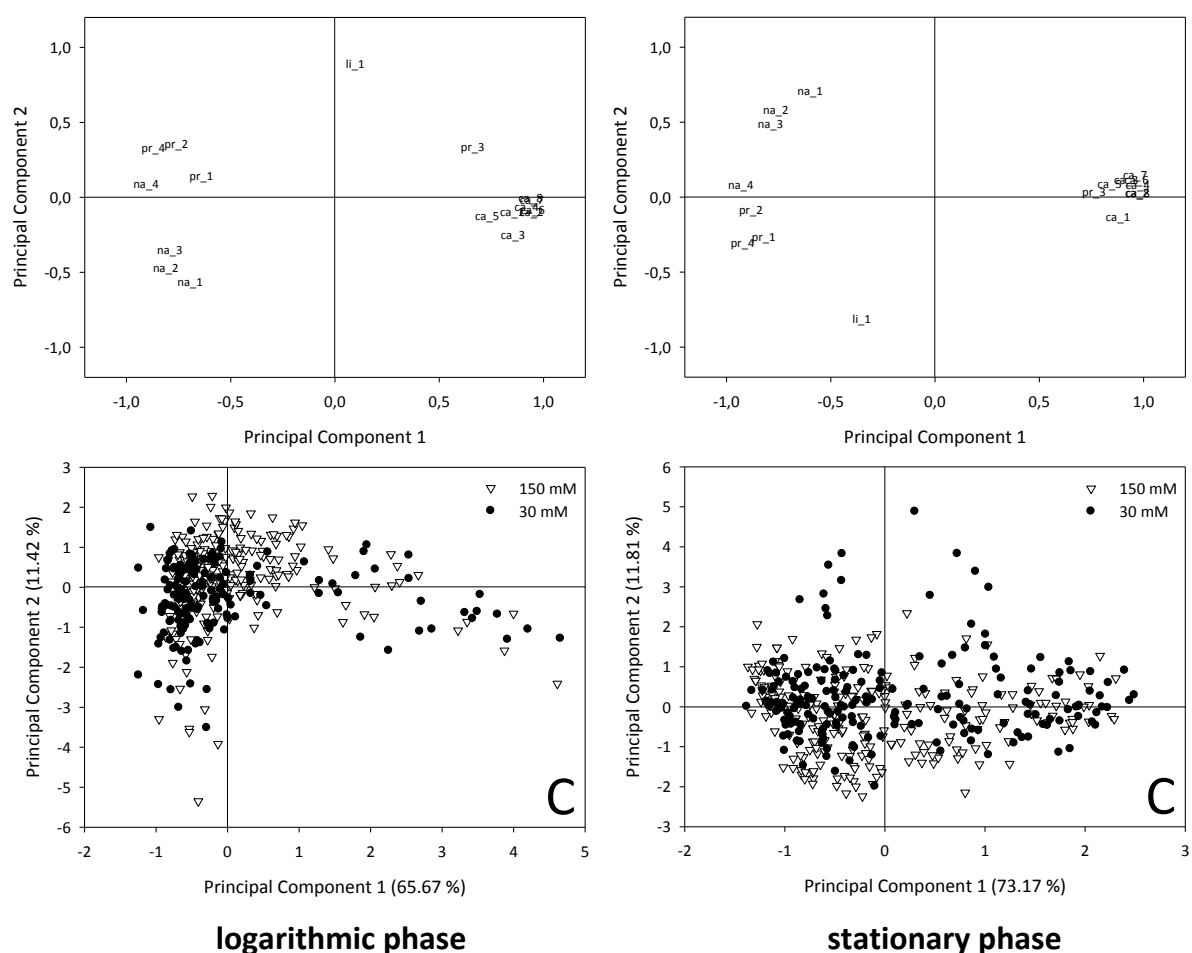 1,0
0,5
0,0
-0,5
-1,0
Principal Component 2
li_1
pr_4
pr_2
pr_3
pr_1
na_4
na_3
na_2
na_1
ca_5
ca_3
-1,0 -0,5 0,0 0,5 1,0
Principal Component 1
1,0
0,5
0,0
-0,5
-1,0
Principal Component 2
na_1
na_2
na_3
na_4
pr_2
pr_1
pr_4
li_1
ca_7
ca_5
ca_4
pr_3
ca_1
-1,0 -0,5 0,0 0,5 1,0
Principal Component 1
3
2
1
0
-1
-2
-3
-4
-5
-6
Principal Component 2 (11.42 %)
150 mM
30 mM
C
-2 -1 0 1 2 3 4 5
Principal Component 1 (65.67 %)
logarithmic phase
6
5
4
3
2
1
0
-1
-2
-3
Principal Component 2 (11.81 %)
150 mM
30 mM
C
-2 -1 0 1 2 3
Principal Component 1 (73.17 %)
stationary phase